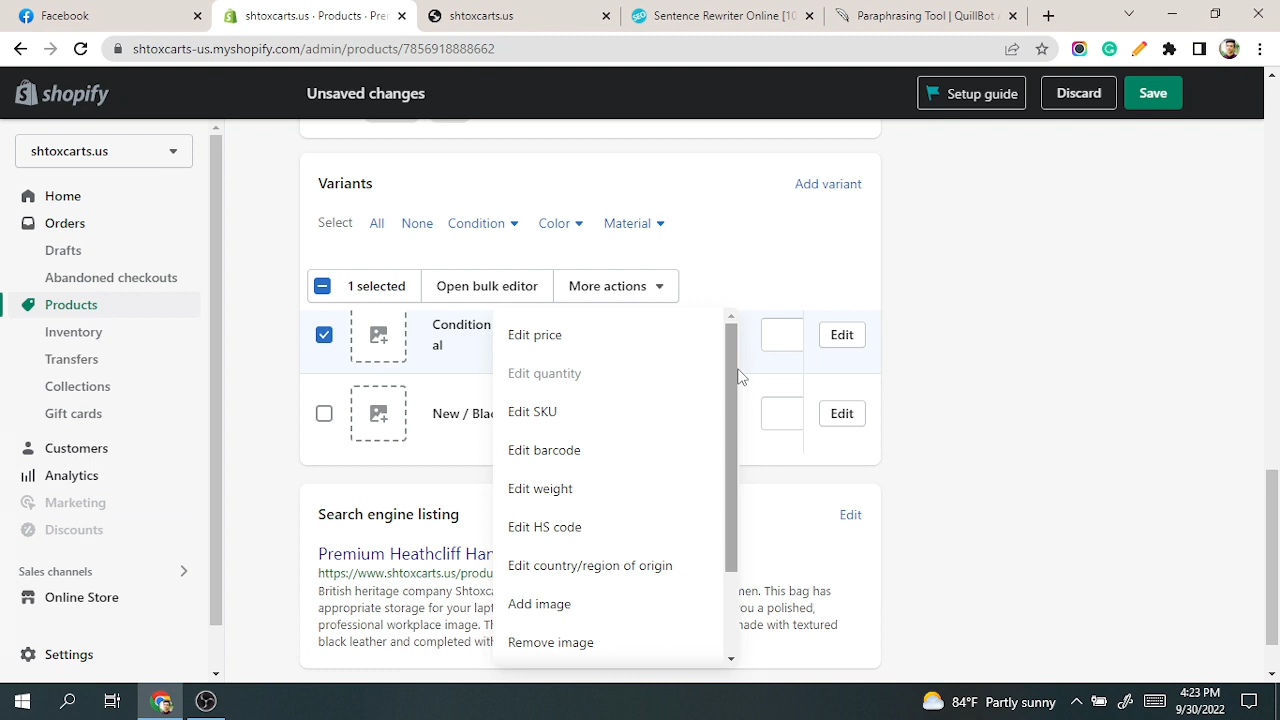 Facebook
shtoxcarts.us · Products · Pre
shtoxcarts.us
Sentence Rewriter Online [10
Paraphrasing Tool | QuillBot A
shtoxcarts-us.myshopify.com/admin/products/7856918888662
shopify
Unsaved changes
Setup guide
Discard
Save
shtoxcarts.us
Home
Orders
Drafts
Abandoned checkouts
Products
Inventory
Transfers
Collections
Gift cards
Customers
Analytics
Marketing
Discounts
Sales channels
Online Store
Settings
Variants
Add variant
Select All None Condition Color Material
1 selected Open bulk editor More actions
Condition
al
Edit
New / Blac
Edit
Edit price
Edit quantity
Edit SKU
Edit barcode
Edit weight
Edit HS code
Edit country/region of origin
Add image
Remove image
Search engine listing
Edit
Premium Heathcliff Han
https://www.shtoxcarts.us/produ
British heritage company Shtoxc men. This bag has
appropriate storage for your lapt ou a polished,
professional workplace image. Th nade with textured
black leather and completed wit
84°F Partly sunny
4:23 PM
9/30/2022